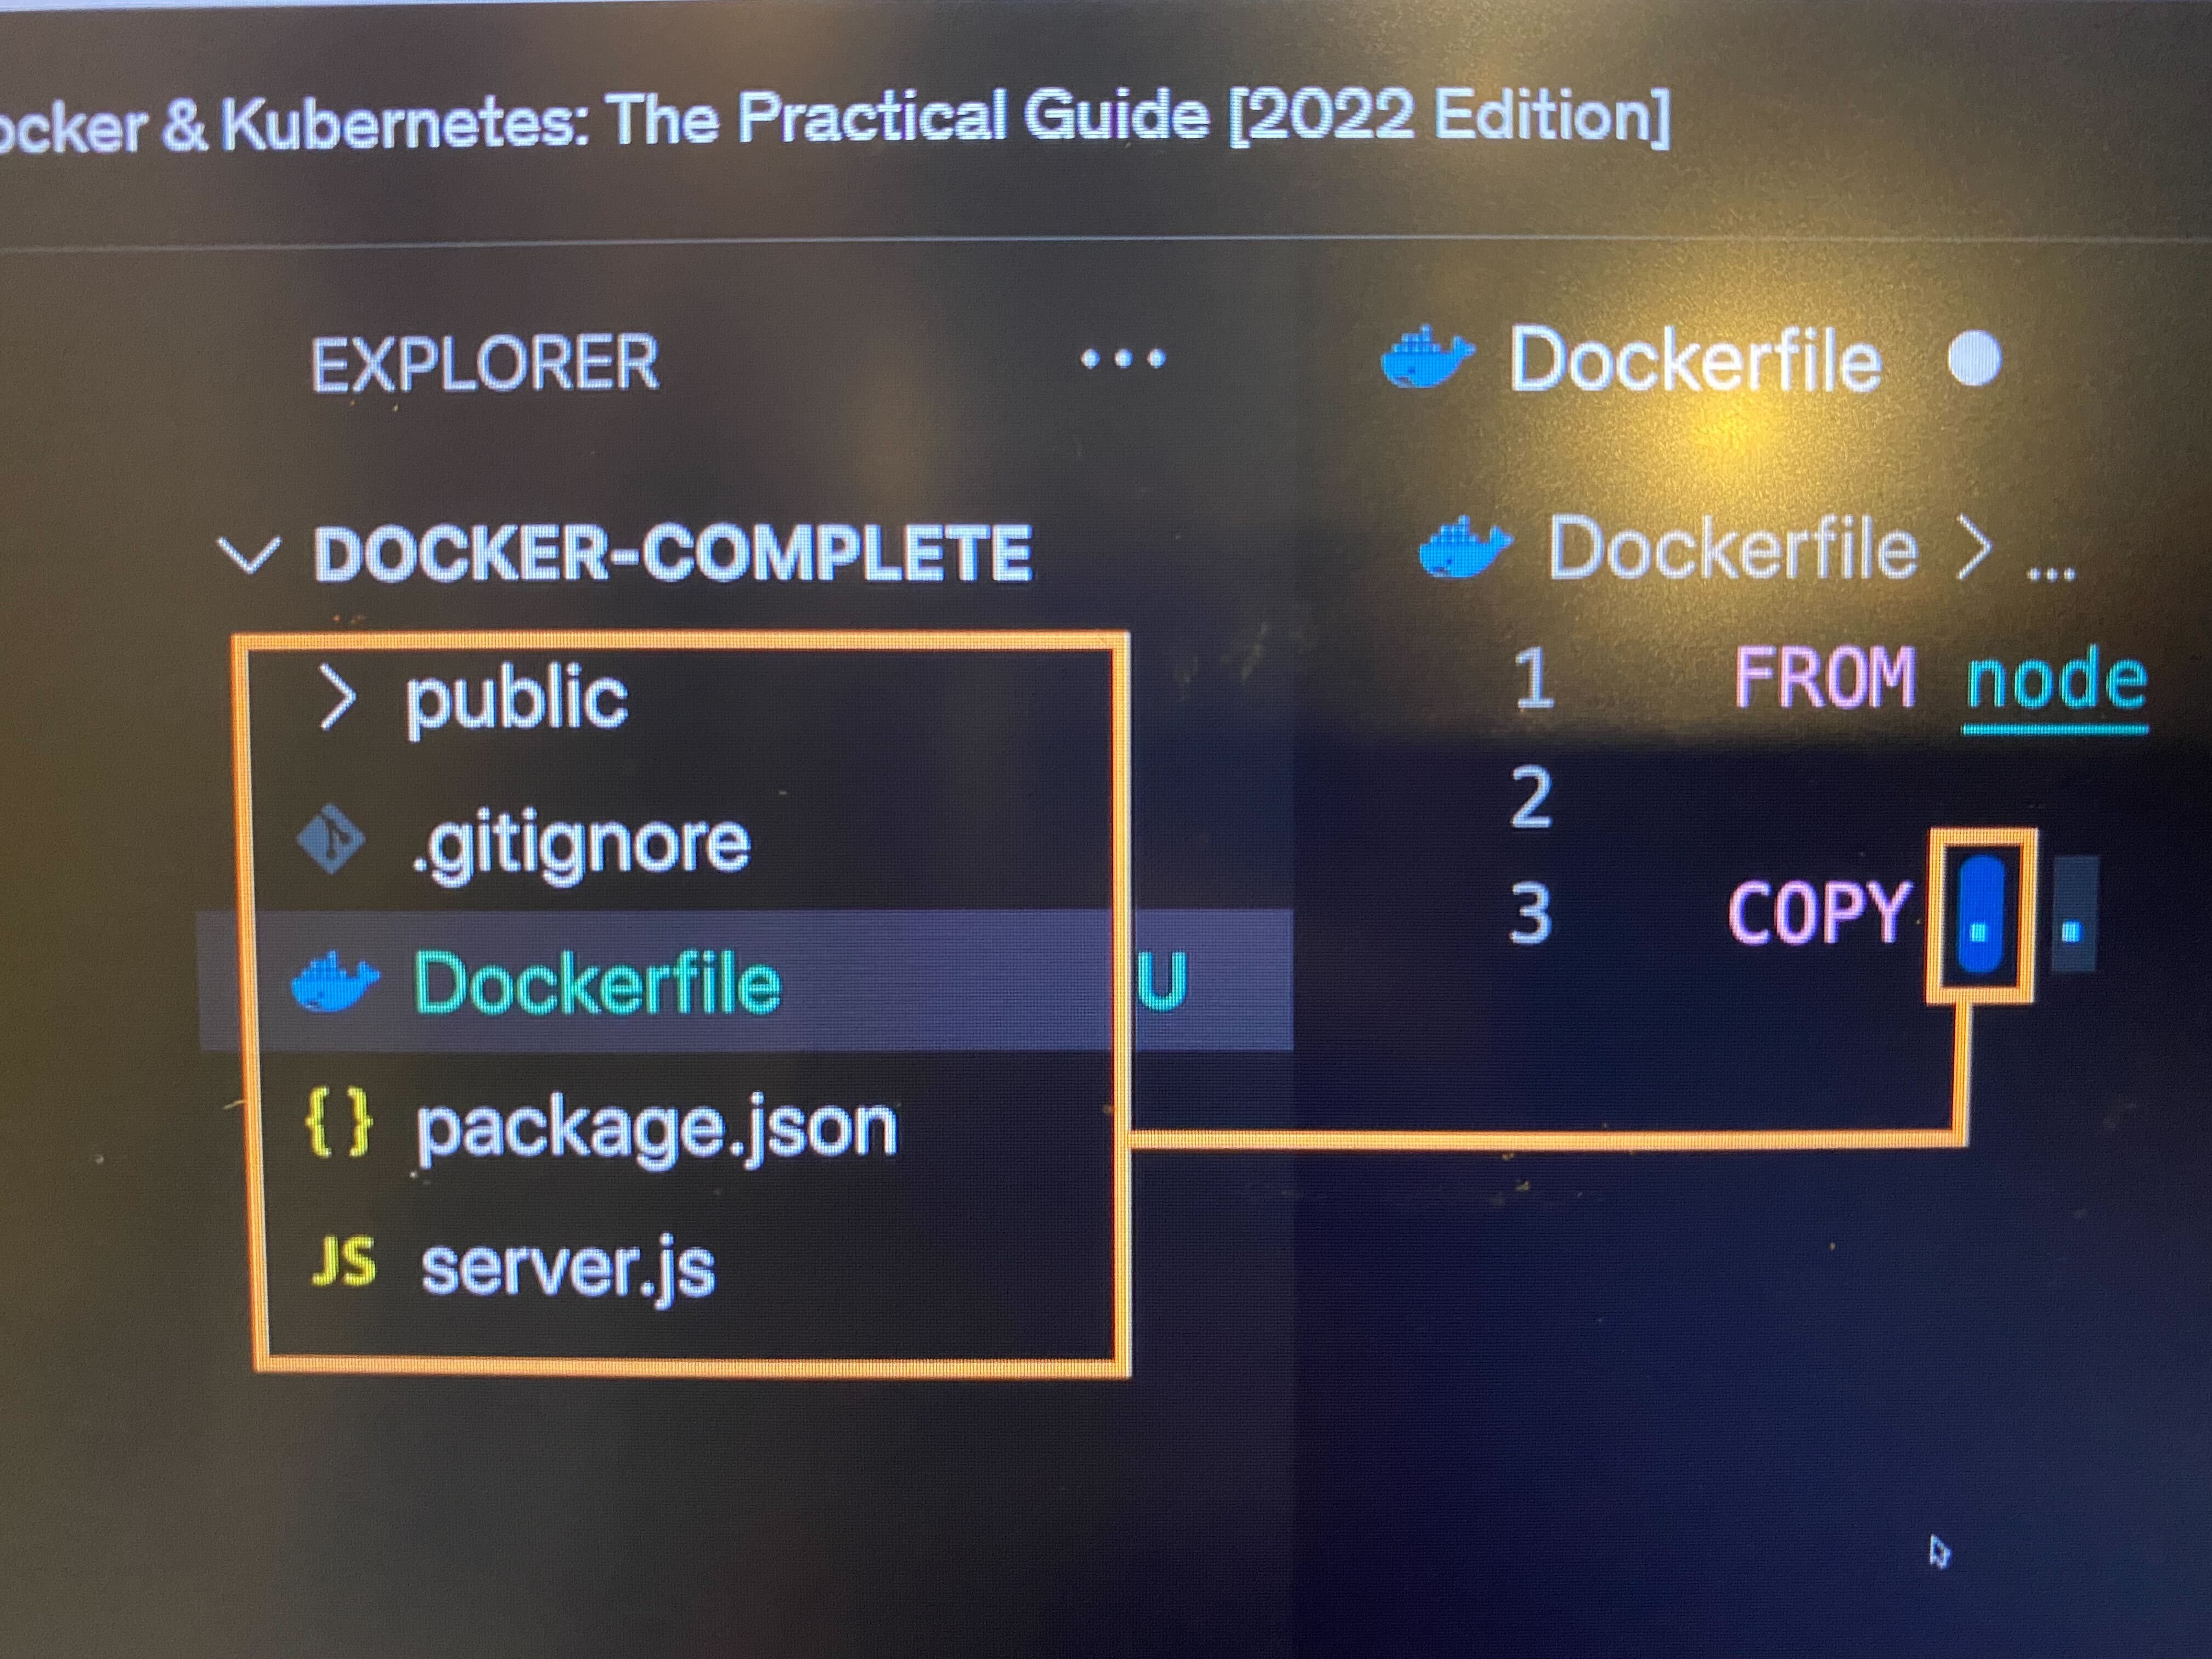 ocker & Kubernetes: The Practical Guide [2022 Edition]
EXPLORER ...
DOCKER-COMPLETE
> public
.gitignore
Dockerfile U
{} package.json
JS server.js
Dockerfile ●
Dockerfile > ...
1 FROM node
2
3 COPY . .